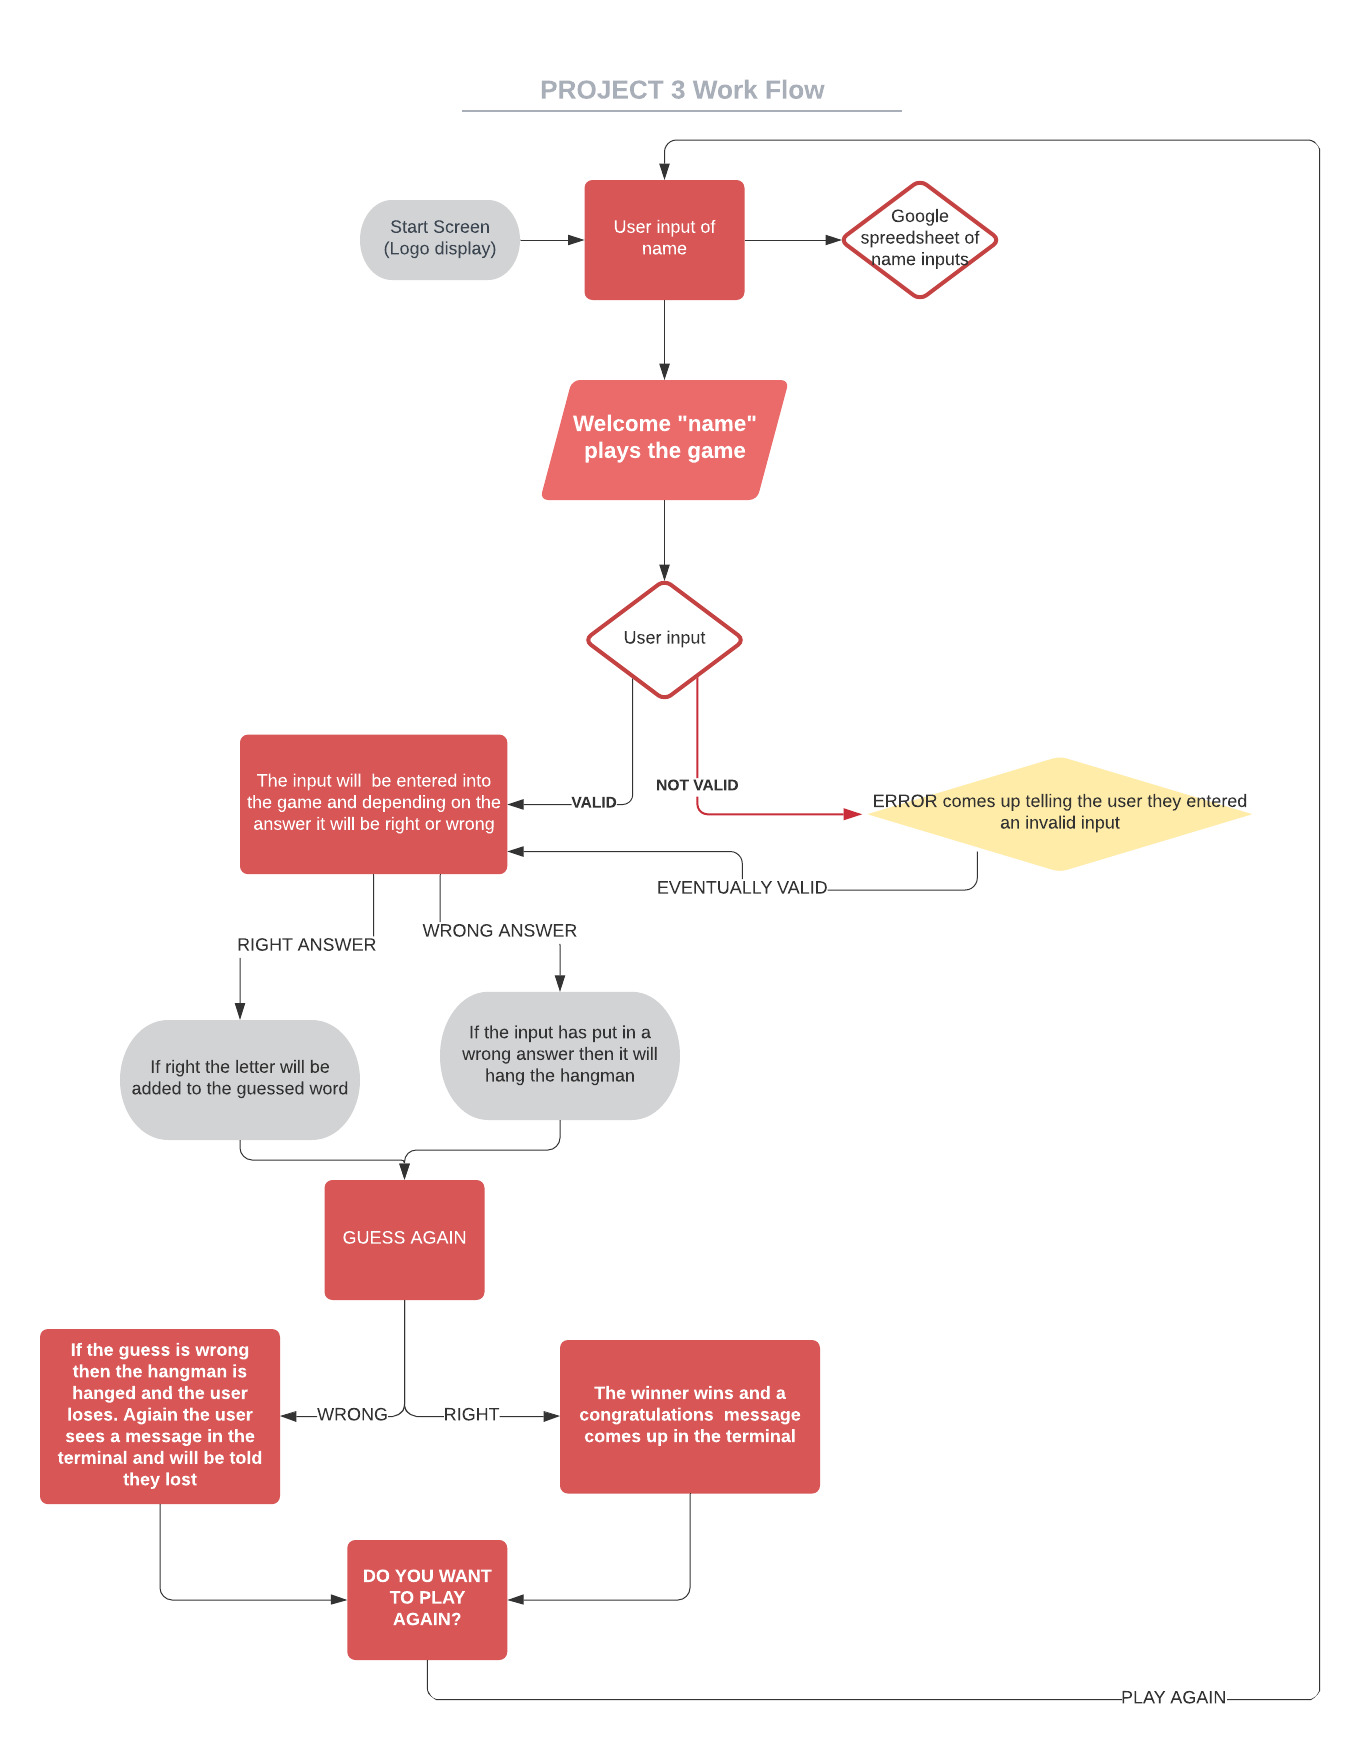 PROJECT 3 Work Flow
Start Screen
(Logo display)
User input of
name
Google
spreedsheet of
name inputs
Welcome "name"
plays the game
User input
The input will  be entered into
the game and depending on the
answer it will be right or wrong
VALID
NOT VALID
ERROR comes up telling the user they entered
an invalid input
EVENTUALLY VALID
RIGHT ANSWER
WRONG ANSWER
If right the letter will be
added to the guessed word
If the input has put in a
wrong answer then it will
hang the hangman
GUESS AGAIN
If the guess is wrong
then the hangman is
hanged and the user
loses. Agiain the user
sees a message in the
terminal and will be told
they lost
WRONG
RIGHT
The winner wins and a
congratulations  message
comes up in the terminal
DO YOU WANT
TO PLAY
AGAIN?
PLAY AGAIN